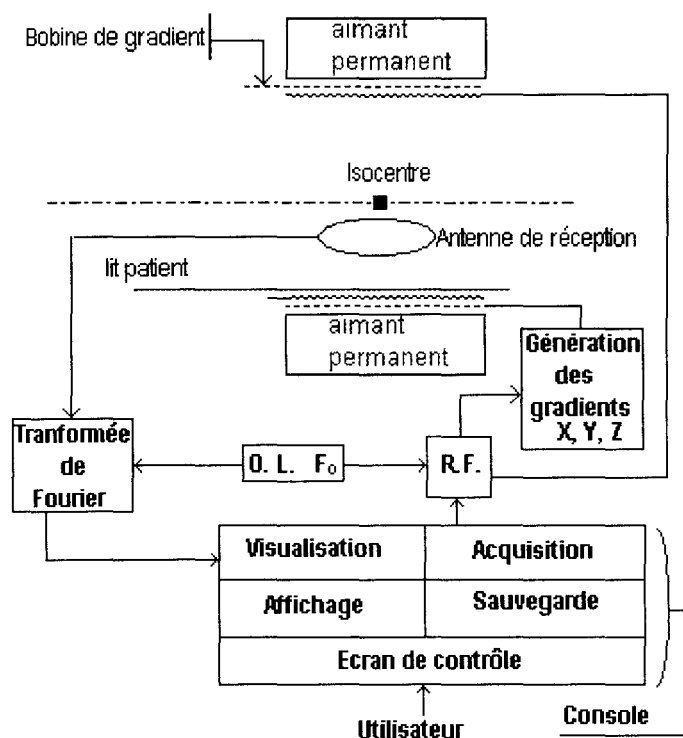 Bobine de gradient
aimant
permanent
Isocentre
Antenne de réception
lit patient
aimant
permanent
Génération
des
gradients
X, Y, Z
Tranformée
de
Fourier
O. L. F₀
R.F.
Visualisation
Acquisition
Affichage
Sauvegarde
Ecran de contrôle
Utilisateur
Console